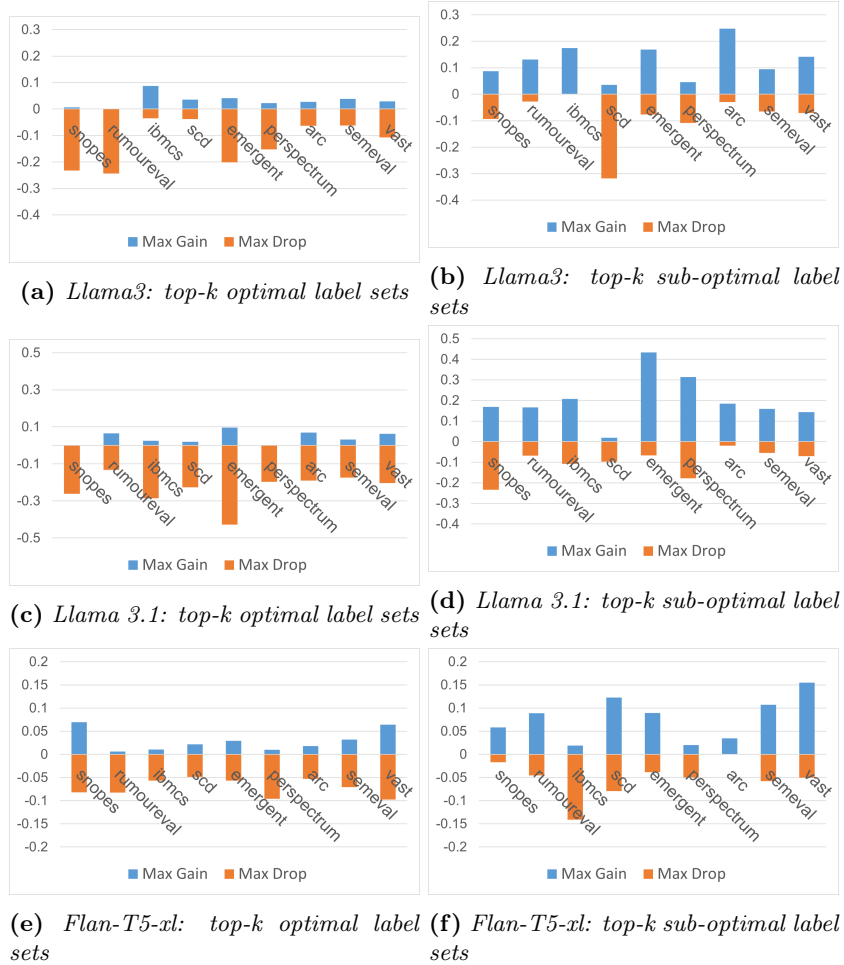 0.3
0.2
0.1
0
-0.1
-0.2
-0.3
-0.4
snopes
rumoureval
ibmcs
scd
emergent
perspectrum
arc
semeval
vast
Max Gain Max Drop
(a) Llama3: top-k optimal label sets
0.3
0.2
0.1
0
-0.1
-0.2
-0.3
-0.4
snopes
rumoureval
ibmcs
scd
emergent
perspectrum
arc
semeval
vast
Max Gain Max Drop
(b) Llama3: top-k sub-optimal label
sets
0.5
0.3
0.1
-0.1
-0.3
-0.5
snopes
rumoureval
ibmcs
scd
emergent
perspectrum
arc
semeval
vast
Max Gain Max Drop
(c) Llama 3.1: top-k optimal label sets
0.5
0.4
0.3
0.2
0.1
0
-0.1
-0.2
-0.3
-0.4
snopes
rumoureval
ibmcs
scd
emergent
perspectrum
arc
semeval
vast
Max Gain Max Drop
(d) Llama 3.1: top-k sub-optimal label
sets
0.2
0.15
0.1
0.05
0
-0.05
-0.1
-0.15
-0.2
snopes
rumoureval
ibmcs
scd
emergent
perspectrum
arc
semeval
vast
Max Gain Max Drop
(e) Flan-T5-xl: top-k optimal label
sets
0.2
0.15
0.1
0.05
0
-0.05
-0.1
-0.15
-0.2
snopes
rumoureval
ibmcs
scd
emergent
perspectrum
arc
semeval
vast
Max Gain Max Drop
(f) Flan-T5-xl: top-k sub-optimal label
sets